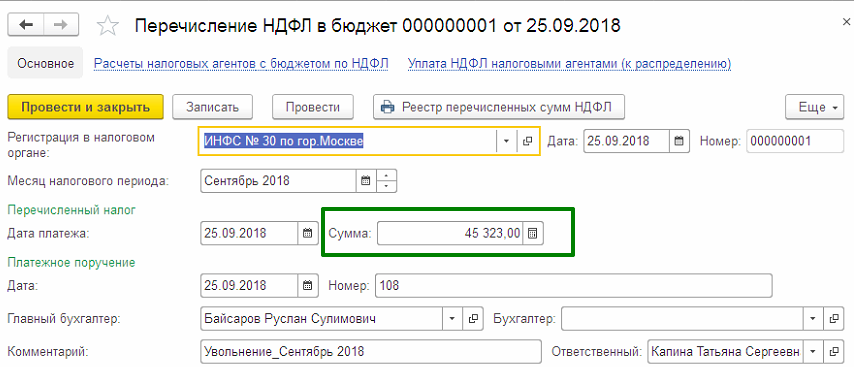 Перечисление НДФЛ в бюджет 000000001 от 25.09.2018
Основное Расчеты налоговых агентов с бюджетом по НДФЛ Уплата НДФЛ налоговыми агентами (к распределению)
Провести и закрыть Записать Провести Реестр перечисленных сумм НДФЛ Еще
Регистрация в налоговом органе: ИНФС № 30 по гор.Москве Дата: 25.09.2018 Номер: 000000001
Месяц налогового периода: Сентябрь 2018
Перечисленный налог
Дата платежа: 25.09.2018 Сумма: 45 323,00
Платежное поручение
Дата: 25.09.2018 Номер: 108
Главный бухгалтер: Байсаров Руслан Сулимович Бухгалтер:
Комментарий: Увольнение_Сентябрь 2018 Ответственный: Капина Татьяна Сергеевн